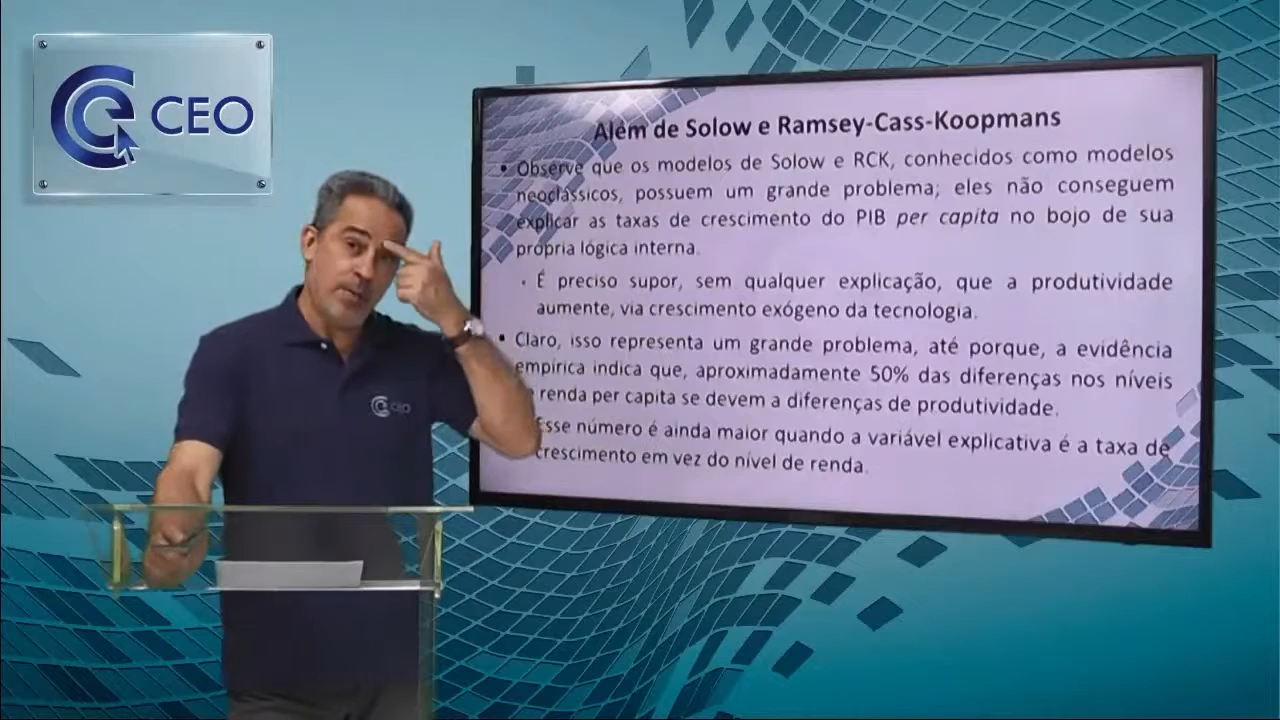 CEO
Além de Solow e Ramsey-Cass-Koopmans
• Observe que os modelos de Solow e RCK, conhecidos como modelos
neoclássicos, possuem um grande problema; eles não conseguem
explicar as taxas de crescimento do PIB per capita no bojo de sua
própria lógica interna.
• É preciso supor, sem qualquer explicação, que a produtividade
aumente, via crescimento exógeno da tecnologia.
• Claro, isso representa um grande problema, até porque, a evidência
empírica indica que, aproximadamente 50% das diferenças nos níveis
renda per capita se devem a diferenças de produtividade.
Esse número é ainda maior quando a variável explicativa é a taxa de
crescimento em vez do nível de renda.
CEO